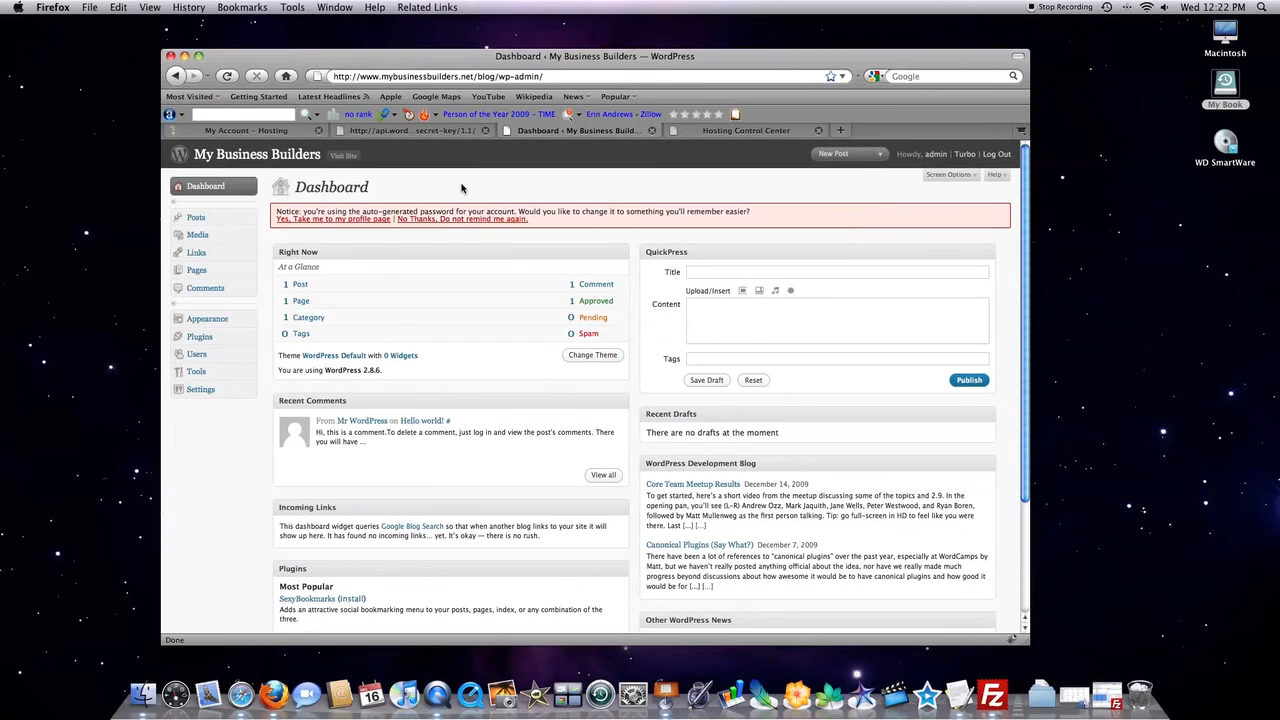 Firefox File Edit View History Bookmarks Tools Window Help Related Links
Stop Recording Wed 12:22 PM
Macintosh
My Book
WD SmartWare
Dashboard ‹ My Business Builders — WordPress
http://www.mybusinessbuilders.net/blog/wp-admin/
Google
Most Visited Getting Started Latest Headlines Apple Google Maps YouTube Wikipedia News Popular
a no rank Person of the Year 2009 - TIME Erin Andrews - Zillow
My Account – Hosting http://api.word...secret-key/1.1/ Dashboard ‹ My Business Build... Hosting Control Center
My Business Builders Visit Site New Post Howdy, admin | Turbo | Log Out
Screen Options Help
Dashboard
Posts
Media
Links
Pages
Comments
Appearance
Plugins
Users
Tools
Settings
Dashboard
Notice: you're using the auto-generated password for your account. Would you like to change it to something you'll remember easier?
Yes, Take me to my profile page | No Thanks, Do not remind me again.
Right Now
At a Glance
1 Post 1 Comment
1 Page 1 Approved
1 Category 0 Pending
0 Tags 0 Spam
Theme WordPress Default with 0 Widgets Change Theme
You are using WordPress 2.8.6.
Recent Comments
From Mr WordPress on Hello world! #
Hi, this is a comment.To delete a comment, just log in and view the post's comments. There
you will have ...
View all
Incoming Links
This dashboard widget queries Google Blog Search so that when another blog links to your site it will
show up here. It has found no incoming links... yet. It's okay — there is no rush.
Plugins
Most Popular
SexyBookmarks (Install)
Adds an attractive social bookmarking menu to your posts, pages, index, or any combination of the
three.
QuickPress
Title
Upload/Insert
Content
Tags
Save Draft Reset Publish
Recent Drafts
There are no drafts at the moment
WordPress Development Blog
Core Team Meetup Results December 14, 2009
To get started, here's a short video from the meetup discussing some of the topics and 2.9. In the
opening pan, you'll see (L-R) Andrew Ozz, Mark Jaquith, Jane Wells, Peter Westwood, and Ryan Boren,
followed by Matt Mullenweg as the first person talking. Tip: go full-screen in HD to feel like you were
there. Last [...] [...]
Canonical Plugins (Say What?) December 7, 2009
There have been a lot of references to "canonical plugins" over the past year, especially at WordCamps by
Matt, but we haven't really posted anything official about the idea, nor have we really made much
progress beyond discussions about how awesome it would be to have canonical plugins and how good it
would be for [...] [...]
Other WordPress News
Done
16
Fz